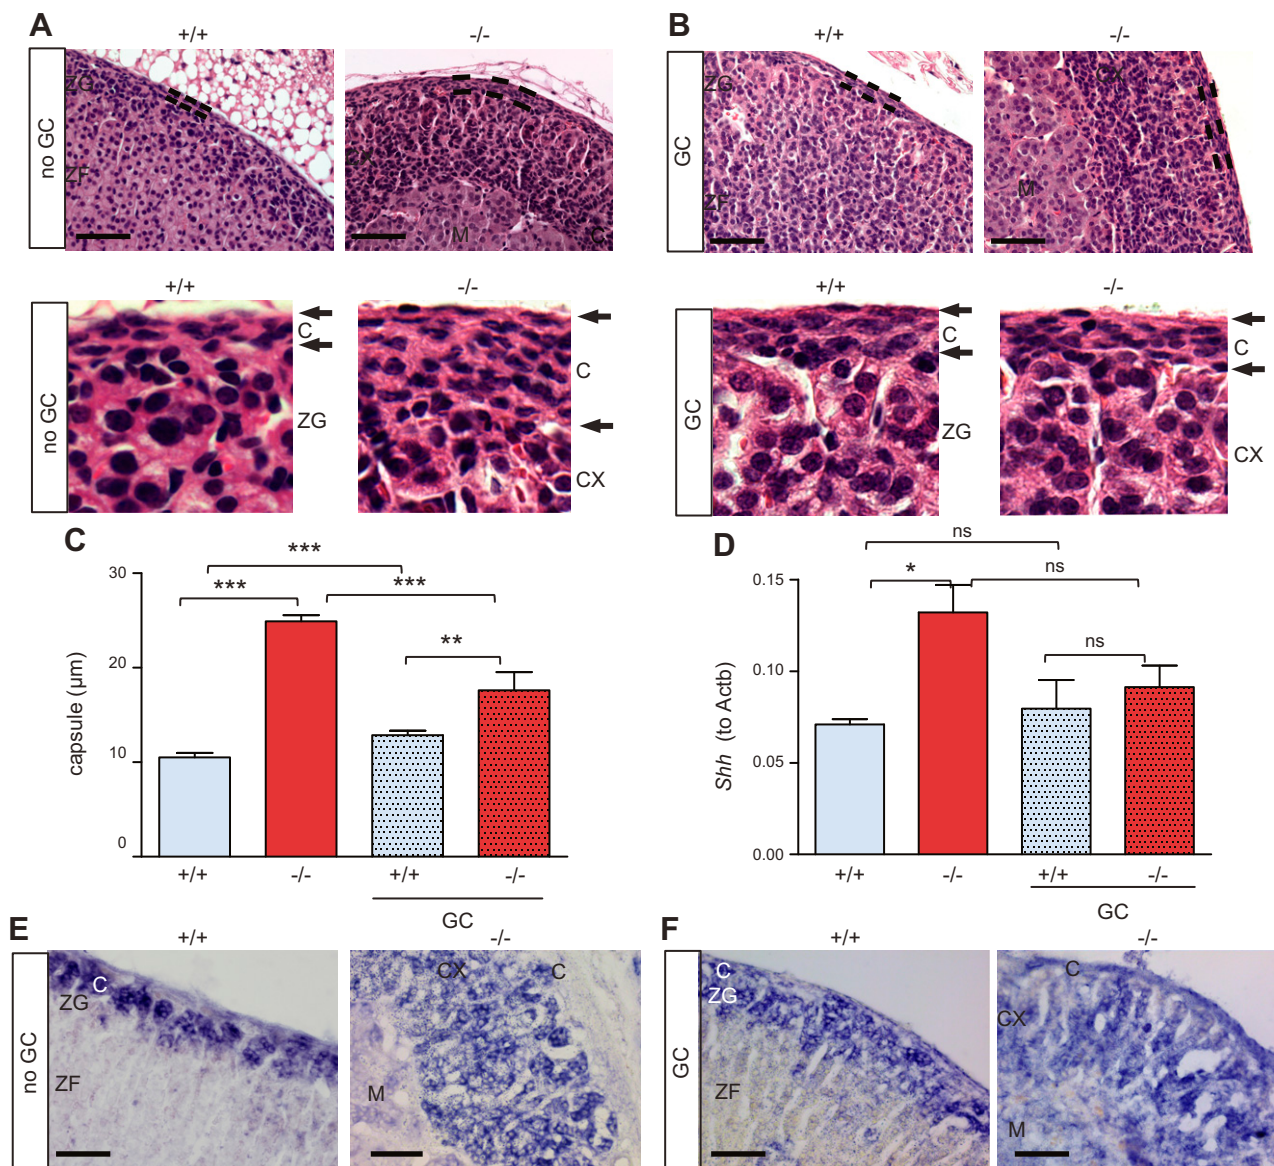 A
B
+/+
-/-
+/+
-/-
no GC
ZG
ZF
CX
M
C
GC
ZG
ZF
CX
M
+/+
-/-
+/+
-/-
no GC
C
ZG
C
CX
GC
C
ZG
C
CX
C
***
***
***
**
30
20
10
0
capsule (µm)
+/+
-/-
+/+
-/-
GC
D
ns
*
ns
ns
0.15
0.10
0.05
0.00
Shh (to Actb)
+/+
-/-
+/+
-/-
GC
E
+/+
-/-
no GC
C
ZG
ZF
CX
C
M
F
+/+
-/-
GC
C
ZG
ZF
C
CX
M